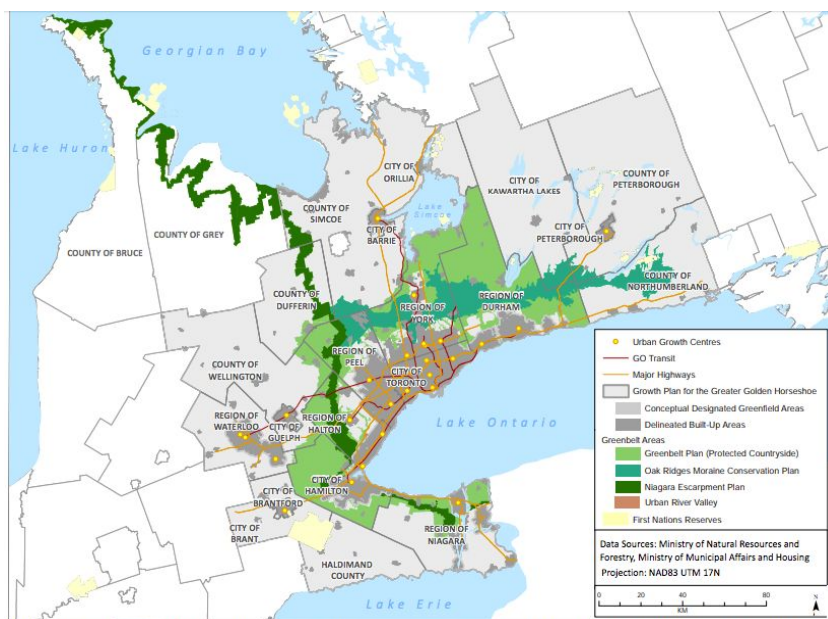 Georgian Bay
Lake Huron
COUNTY OF BRUCE
COUNTY OF GREY
COUNTY OF
SIMCOE
CITY OF
ORILLIA
Lake
Simcoe
CITY OF
BARRIE
CITY OF
KAWARTHA LAKES
COUNTY OF
PETERBOROUGH
CITY OF
PETERBOROUGH
COUNTY OF
NORTHUMBERLAND
COUNTY OF
DUFFERIN
REGION OF
YORK
REGION OF
DURHAM
REGION OF
PEEL
CITY OF
TORONTO
COUNTY OF
WELLINGTON
REGION OF
WATERLOO
CITY OF
GUELPH
REGION OF
HALTON
Lake Ontario
CITY OF
HAMILTON
CITY OF
BRANTFORD
CITY OF
BRANT
REGION OF
NIAGARA
HALDIMAND
COUNTY
Lake Erie
Urban Growth Centres
GO Transit
Major Highways
Growth Plan for the Greater Golden Horseshoe
Conceptual Designated Greenfield Areas
Delineated Built-Up Areas
Greenbelt Areas
Greenbelt Plan (Protected Countryside)
Oak Ridges Moraine Conservation Plan
Niagara Escarpment Plan
Urban River Valley
First Nations Reserves
Data Sources: Ministry of Natural Resources and
Forestry, Ministry of Municipal Affairs and Housing
Projection: NAD83 UTM 17N
0 40 80
KM
N